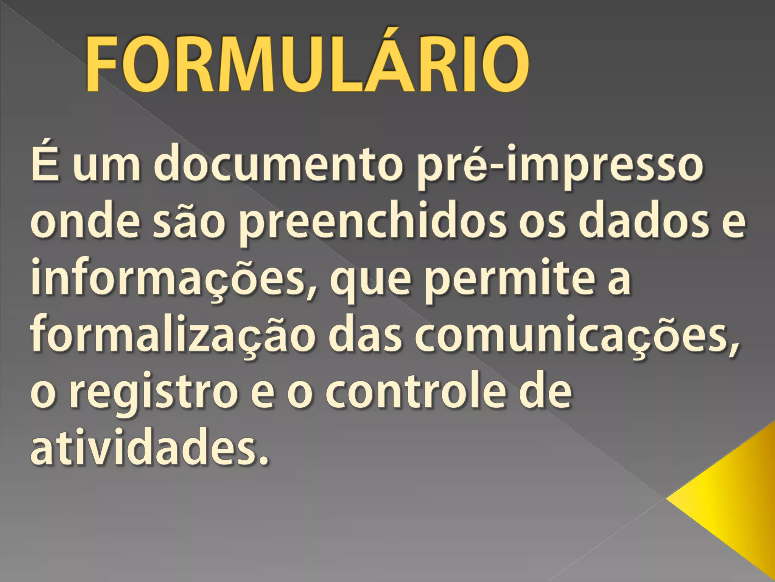 FORMULÁRIO
É um documento pré-impresso
onde são preenchidos os dados e
informações, que permite a
formalização das comunicações,
o registro e o controle de
atividades.